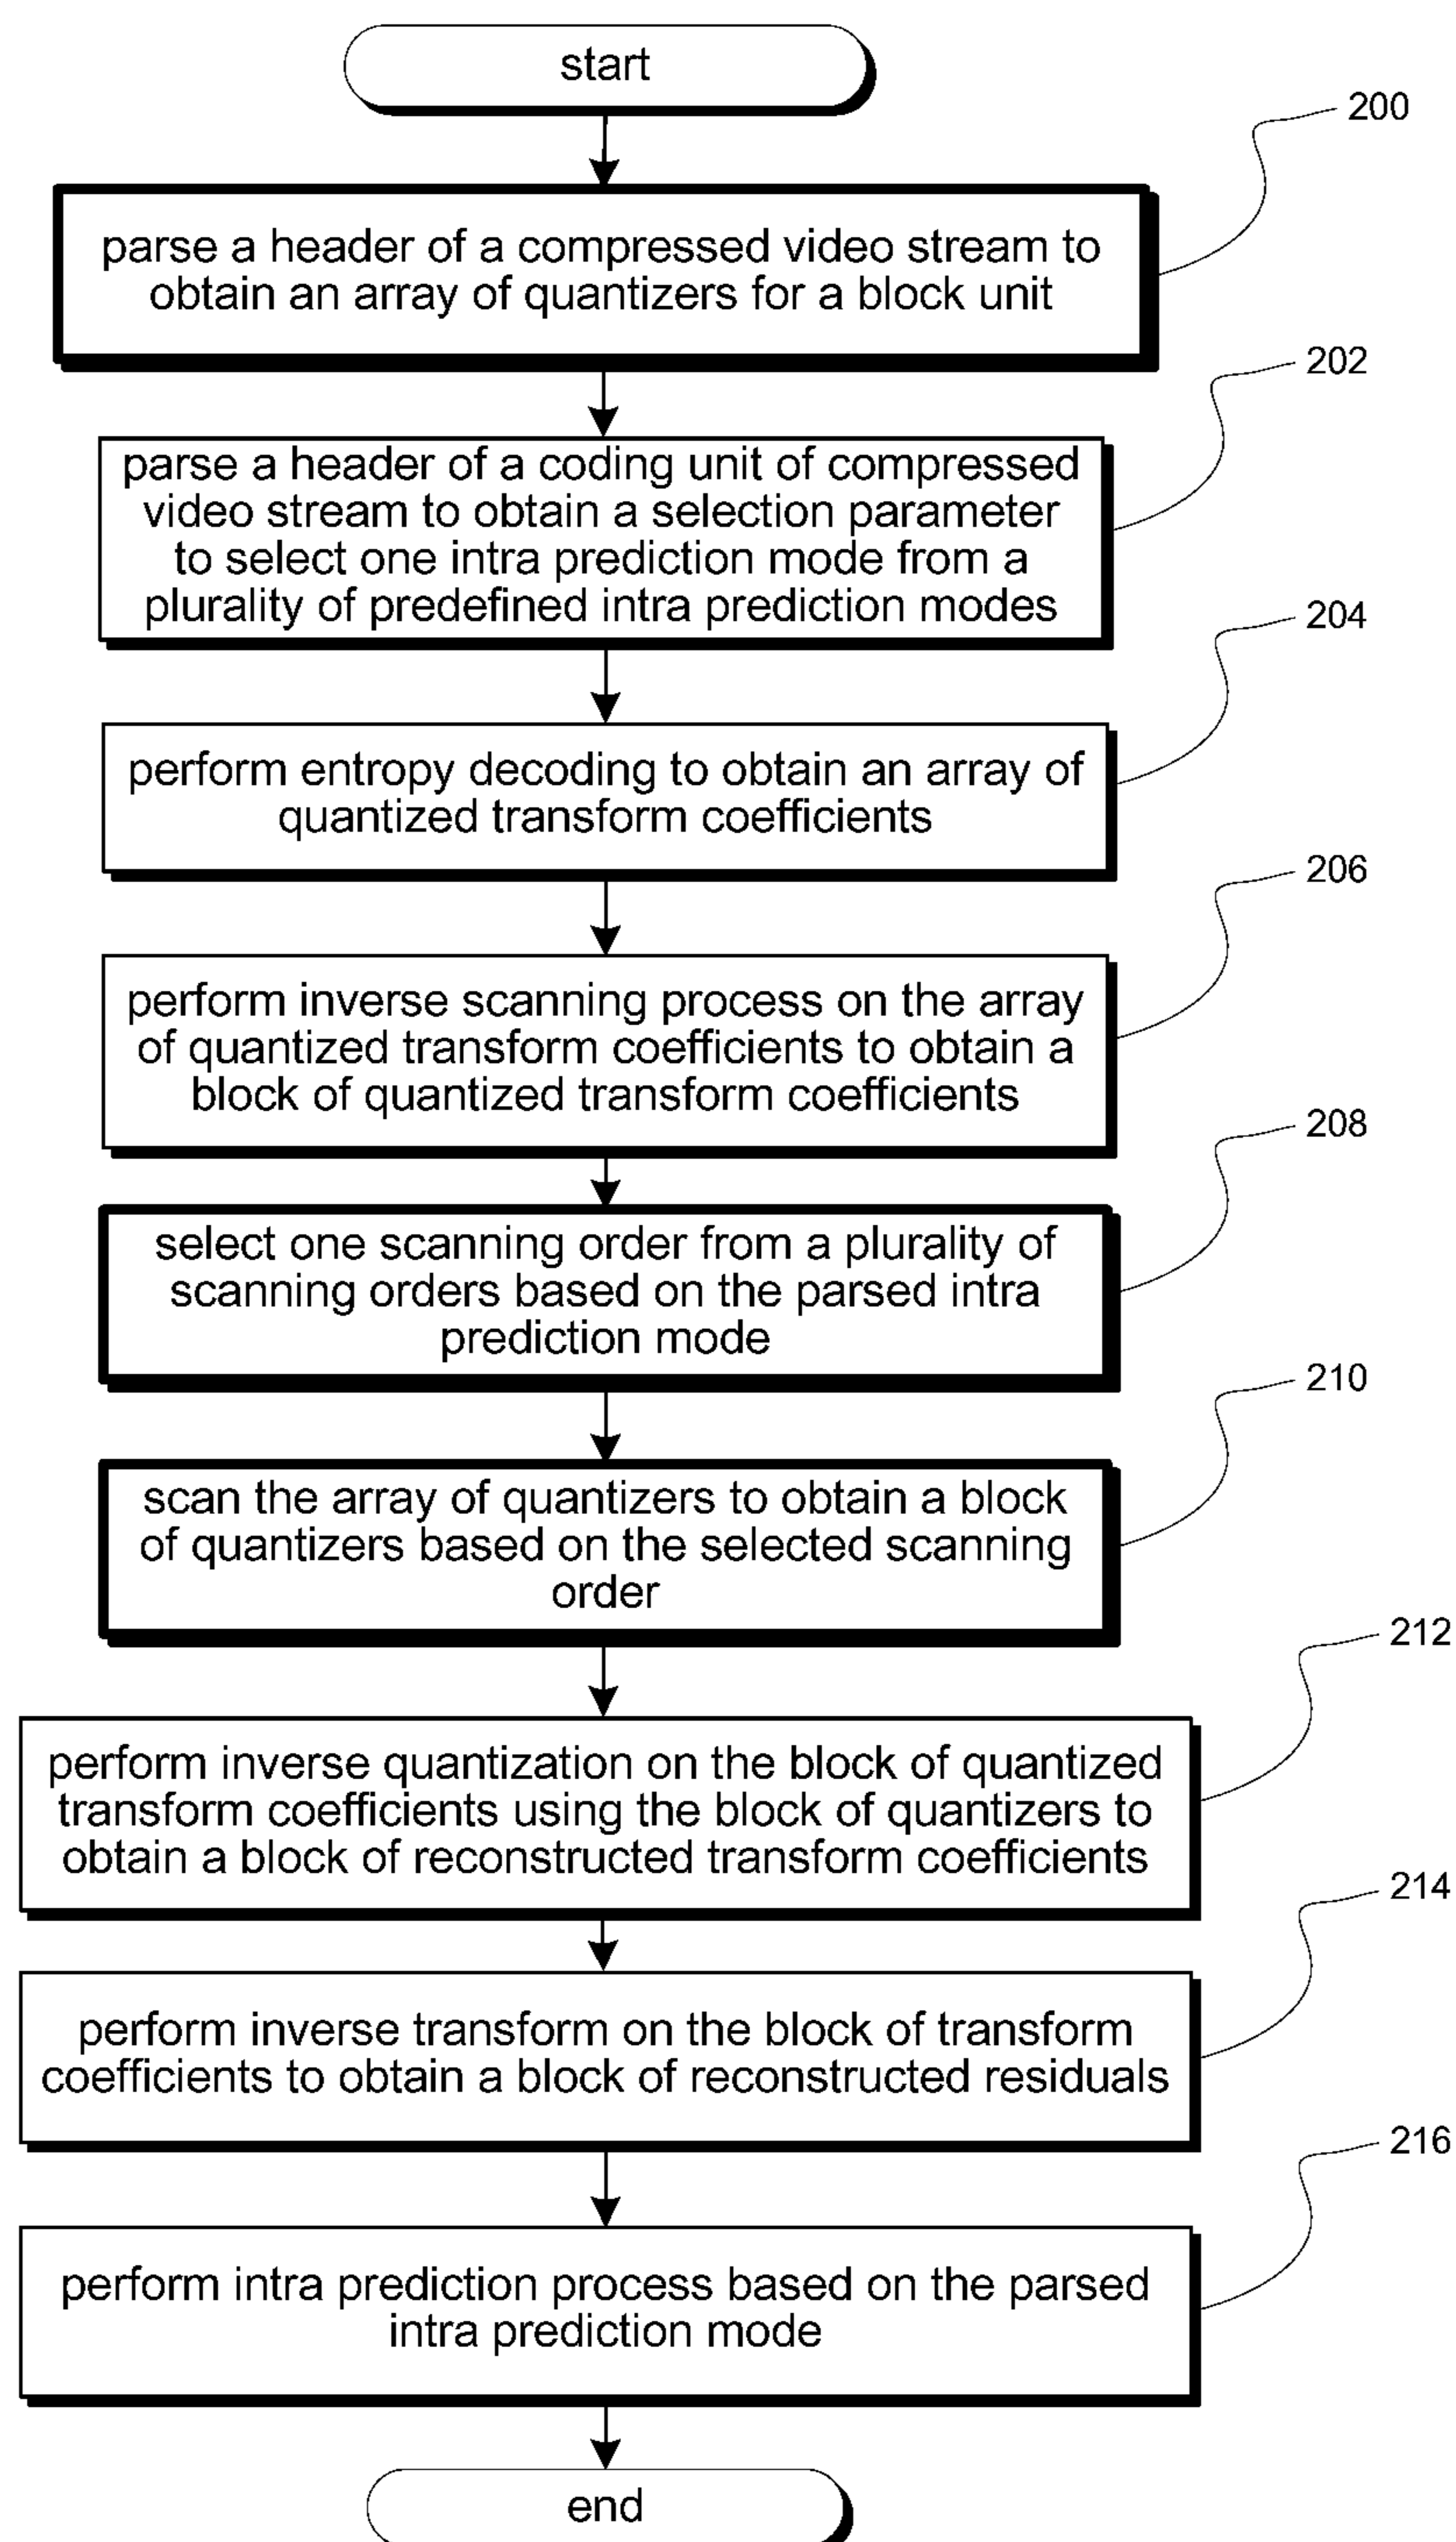 start
200
parse a header of a compressed video stream to
obtain an array of quantizers for a block unit
202
parse a header of a coding unit of compressed
video stream to obtain a selection parameter
to select one intra prediction mode from a
plurality of predefined intra prediction modes
204
perform entropy decoding to obtain an array of
quantized transform coefficients
206
perform inverse scanning process on the array
of quantized transform coefficients to obtain a
block of quantized transform coefficients
208
select one scanning order from a plurality of
scanning orders based on the parsed intra
prediction mode
210
scan the array of quantizers to obtain a block
of quantizers based on the selected scanning
order
212
perform inverse quantization on the block of quantized
transform coefficients using the block of quantizers to
obtain a block of reconstructed transform coefficients
214
perform inverse transform on the block of transform
coefficients to obtain a block of reconstructed residuals
216
perform intra prediction process based on the parsed
intra prediction mode
end